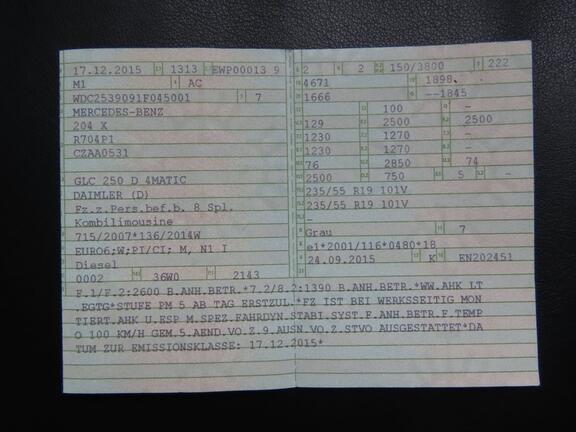 17.12.2015 1313 EWP00013 9
M1 AC
WDC2539091F045001 7
MERCEDES-BENZ
204 X
R704P1
CZAA0531
GLC 250 D 4MATIC
DAIMLER (D)
Fz.z.Pers.bef.b. 8 Spl.
Kombilimousine
715/2007*136/2014W
EURO6;W;PI/CI; M, N1 I
Diesel
0002 36W0 2143
2 2 150/3800 222
4671 1898
1666 --1845
100 -
129 2500 2500
1230 1270 -
1230 1270 -
76 2850 74
2500 750 5 -
235/55 R19 101V
235/55 R19 101V
-
Grau 7
e1*2001/116*0480*18
24.09.2015 K EN202451
F.1/F.2:2600 B.ANH.BETR.*7.2/8.2:1390 B.ANH.BETR.*WW.AHK LT
.EGTG*STUFE PM 5 AB TAG ERSTZUL.*FZ IST BEI WERKSSEITIG MON
TIERT.AHK U.ESP M.SPEZ.FAHRDYN.STABI.SYST.F.ANH.BETR.F.TEMP
O 100 KM/H GEM.5.AEND.VO.Z.9.AUSN.VO.Z.STVO AUSGESTATTET*DA
TUM ZUR EMISSIONSKLASSE: 17.12.2015*